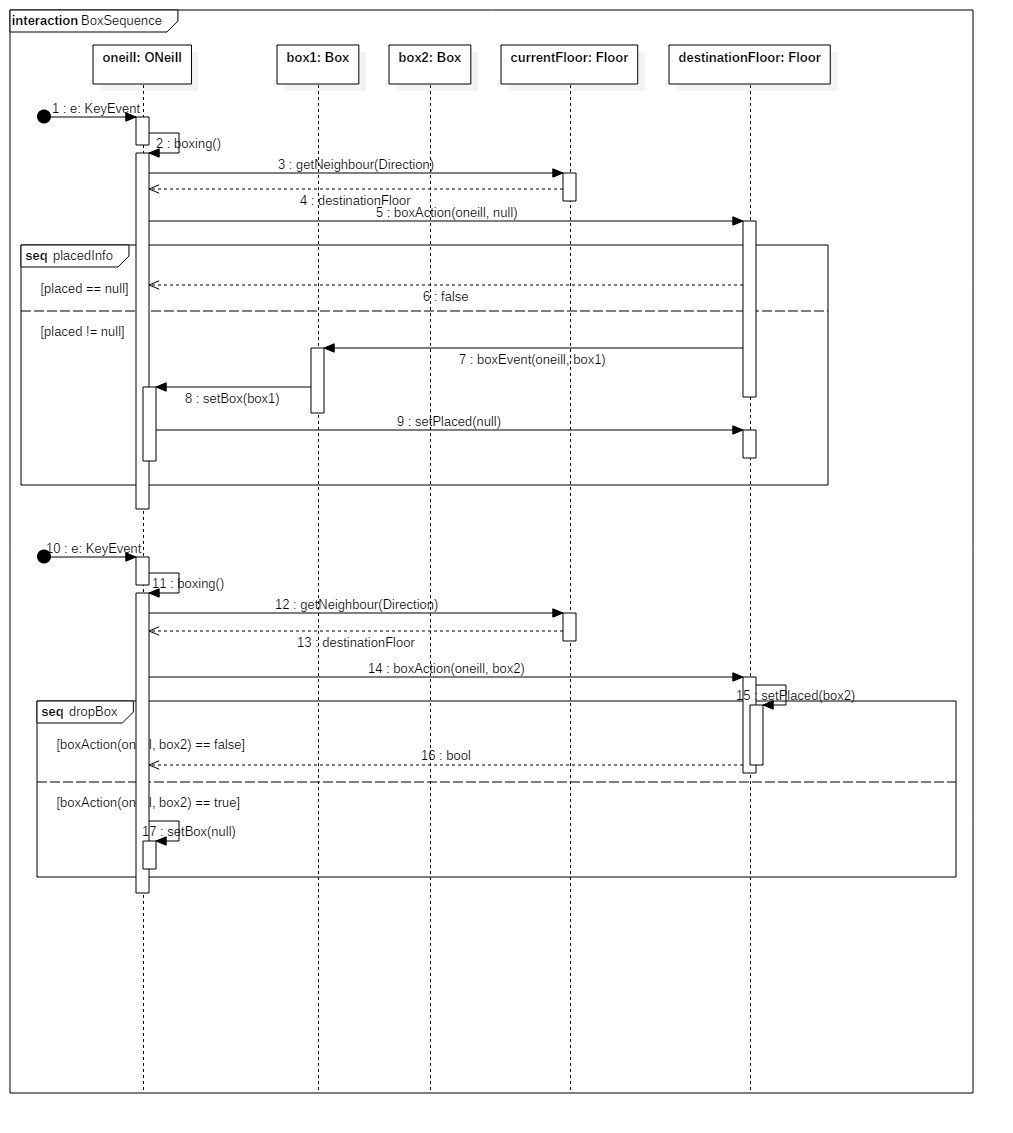 interaction BoxSequence
oneill: ONeill
box1: Box
box2: Box
currentFloor: Floor
destinationFloor: Floor
1 : e: KeyEvent
2 : boxing()
3 : getNeighbour(Direction)
4 : destinationFloor
5 : boxAction(oneill, null)
seq placedInfo
[placed == null]
6 : false
[placed != null]
7 : boxEvent(oneill, box1)
8 : setBox(box1)
9 : setPlaced(null)
10 : e: KeyEvent
11 : boxing()
12 : getNeighbour(Direction)
13 : destinationFloor
14 : boxAction(oneill, box2)
15 : setPlaced(box2)
seq dropBox
[boxAction(oneill, box2) == false]
16 : bool
[boxAction(oneill, box2) == true]
17 : setBox(null)